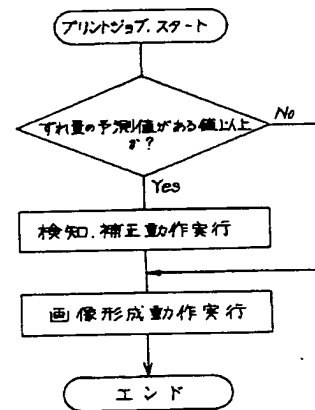 プリントジョブ.スタート
ずれ量の予測値がある値以上
か?
No
Yes
検知.補正動作実行
画像形成動作実行
エンド